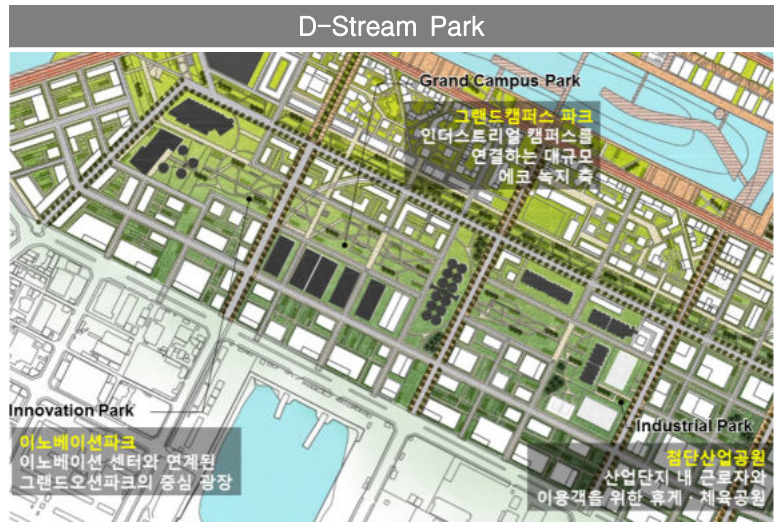 D-Stream Park
Grand Campus Park
그랜드캠퍼스 파크
인더스트리얼 캠퍼스를
연결하는 대규모
에코 녹지 축
Innovation Park
이노베이션파크
이노베이션 센터와 연계된
그랜드오션파크의 중심 광장
Industrial Park
첨단산업공원
산업단지 내 근로자와
이용객을 위한 휴게·체육공원